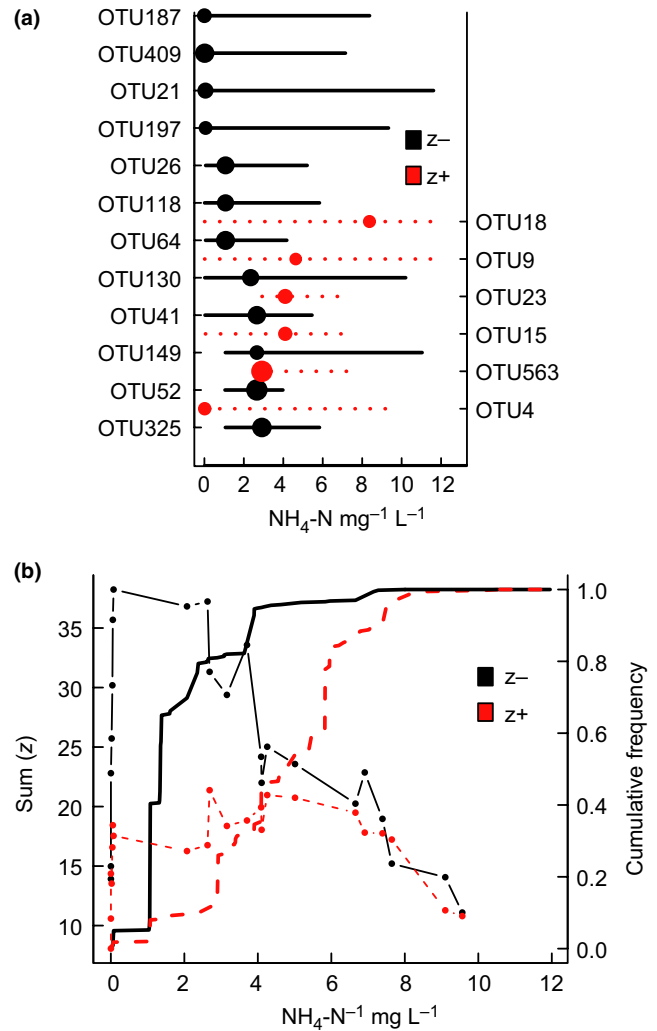 (a)
OTU187
OTU409
OTU21
OTU197
OTU26
OTU118
OTU64
OTU130
OTU41
OTU149
OTU52
OTU325
z–
z+
OTU18
OTU9
OTU23
OTU15
OTU563
OTU4
0 2 4 6 8 10 12
NH₄-N mg⁻¹ L⁻¹
(b)
35
30
25
20
15
10
Sum (z)
z–
z+
1.0
0.8
0.6
0.4
0.2
0.0
Cumulative frequency
0 2 4 6 8 10 12
NH₄-N⁻¹ mg L⁻¹